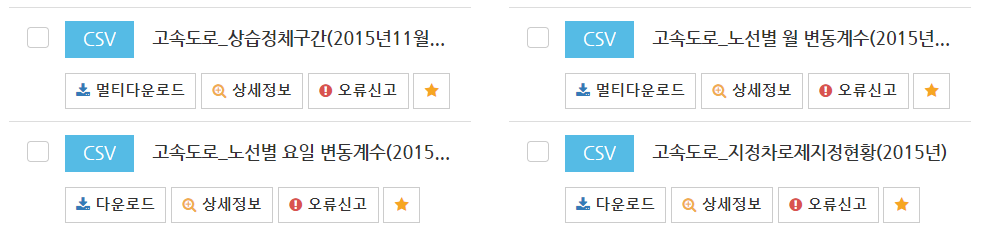 CSV 고속도로_상습정체구간(2015년11월...
멀티다운로드 상세정보 오류신고
CSV 고속도로_노선별 월 변동계수(2015년...
멀티다운로드 상세정보 오류신고
CSV 고속도로_노선별 요일 변동계수(2015...
다운로드 상세정보 오류신고
CSV 고속도로_지정차로제지정현황(2015년)
다운로드 상세정보 오류신고